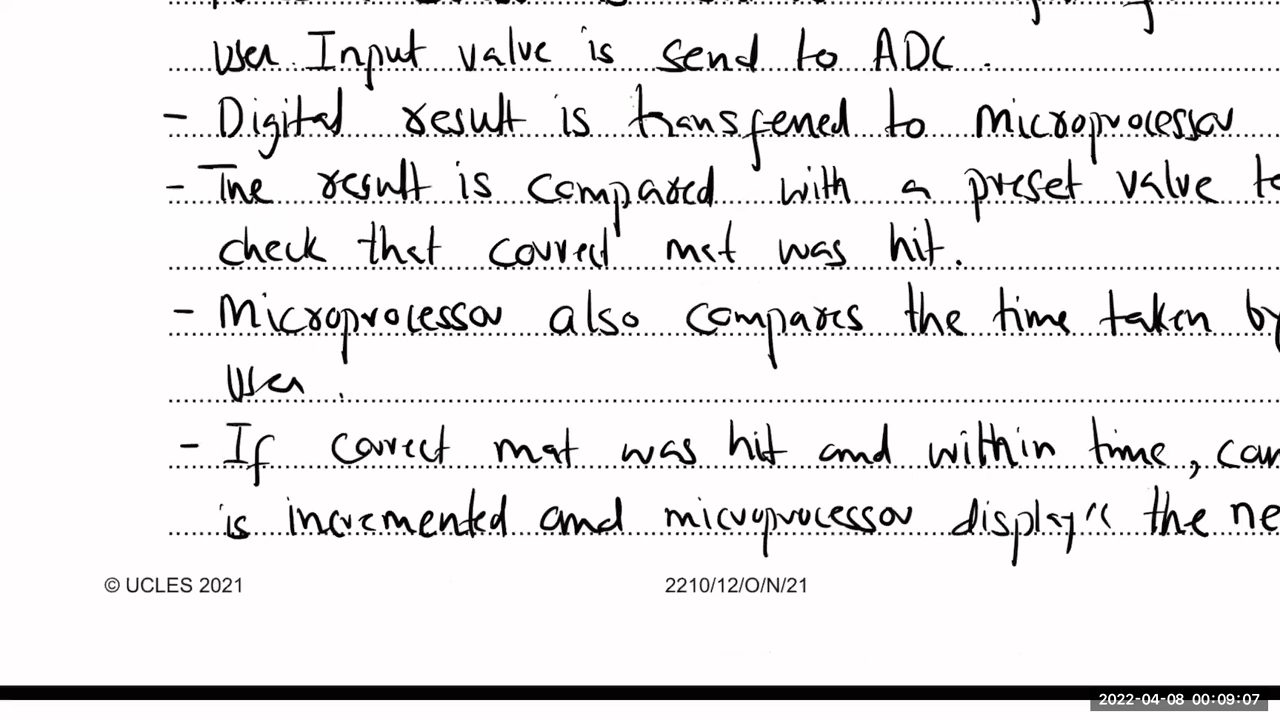 user. Input value is send to ADC.
- Digital result is transferred to microprocessor
- The result is compared with a preset value to
check that correct mat was hit.
- Microprocessor also compares the time taken by
user.
- If correct mat was hit and within time,
is incremented and microprocessor displays the
© UCLES 2021 2210/12/O/N/21
2022-04-08 00:09:07